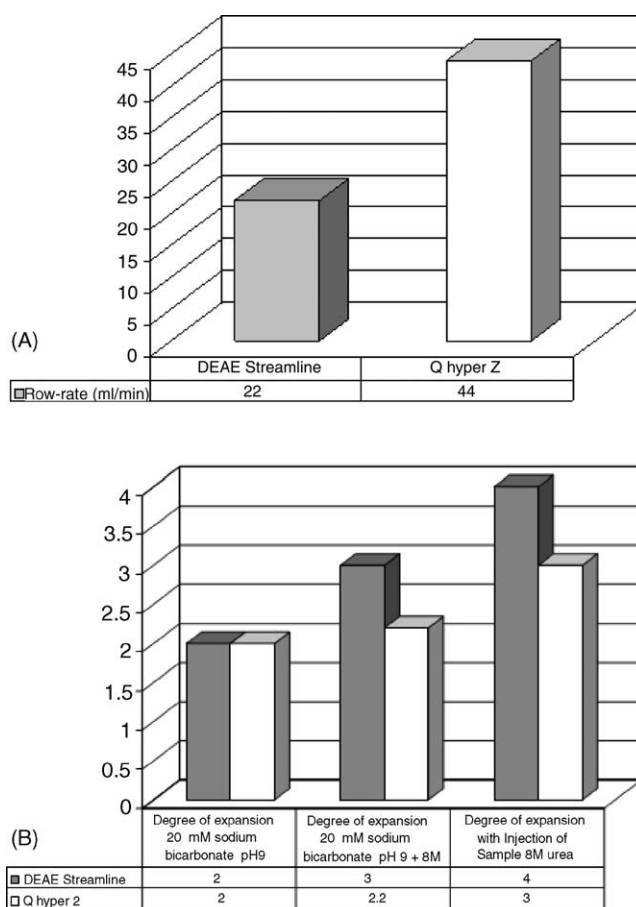 45
40
35
30
25
20
15
10
5
0
(A)
DEAE Streamline Q hyper Z
Row-rate (ml/min) 22 44
4
3.5
3
2.5
2
1.5
1
0.5
0
(B)
Degree of expansion Degree of expansion Degree of expansion
20 mM sodium 20 mM sodium with Injection of
bicarbonate pH9 bicarbonate pH 9 + 8M Sample 8M urea
DEAE Streamline 2 3 4
Q hyper 2 2 2.2 3